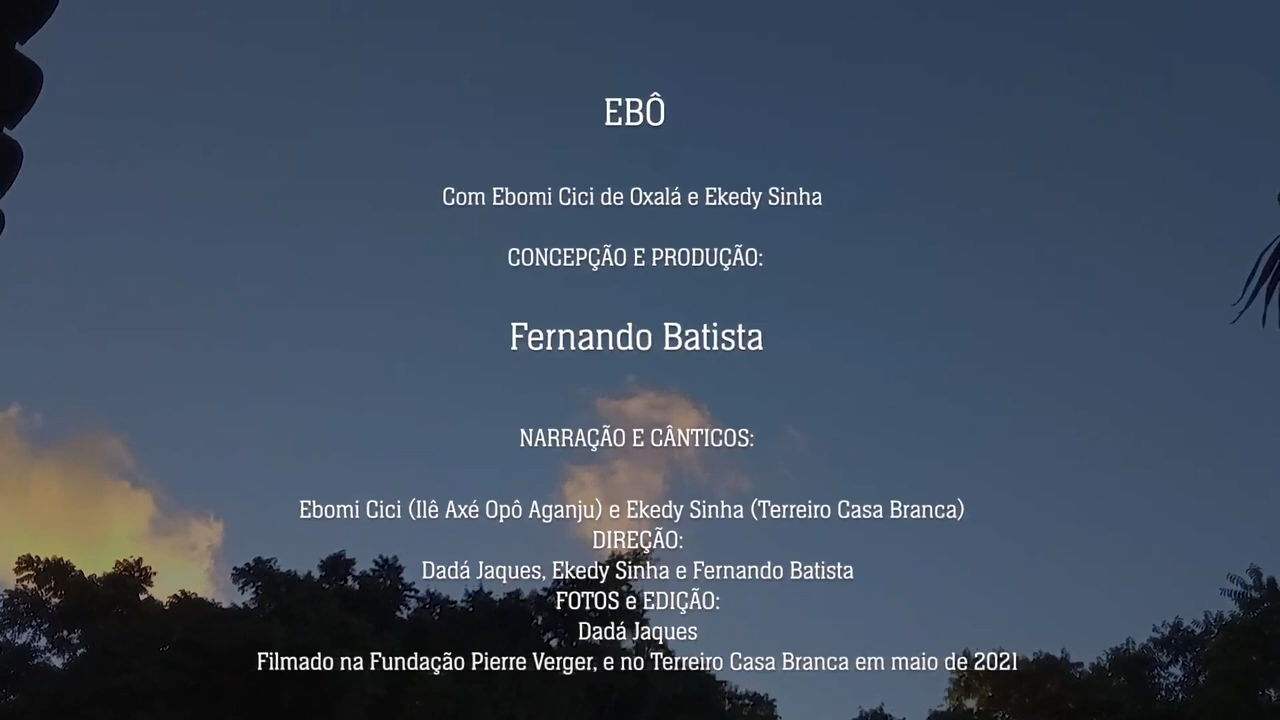 EBÔ
Com Ebomi Cici de Oxalá e Ekedy Sinha
CONCEPÇÃO E PRODUÇÃO:
Fernando Batista
NARRAÇÃO E CÂNTICOS:
Ebomi Cici (Ilê Axé Opô Aganju) e Ekedy Sinha (Terreiro Casa Branca)
DIREÇÃO:
Dadá Jaques, Ekedy Sinha e Fernando Batista
FOTOS e EDIÇÃO:
Dadá Jaques
Filmado na Fundação Pierre Verger, e no Terreiro Casa Branca em maio de 2021